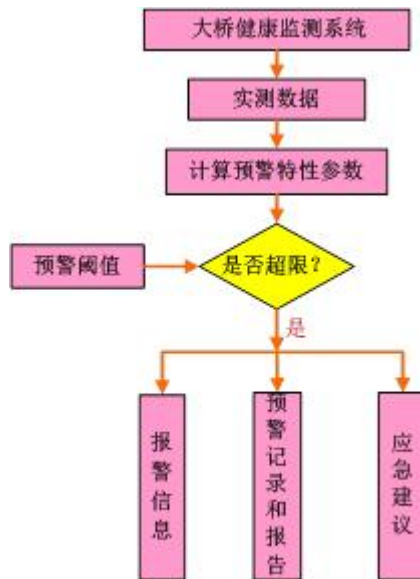 大桥健康监测系统
实测数据
计算预警特性参数
预警阈值
是否超限？
是
报警信息
预警记录和报告
应急建议